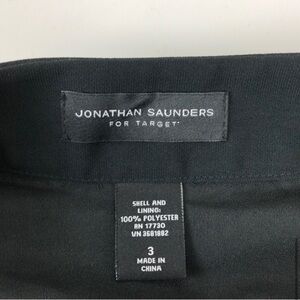 JONATHAN SAUNDERS
FOR TARGET
SHELL AND
LINING:
100% POLYESTER
RN 17730
VN 3681882
3
MADE IN
CHINA